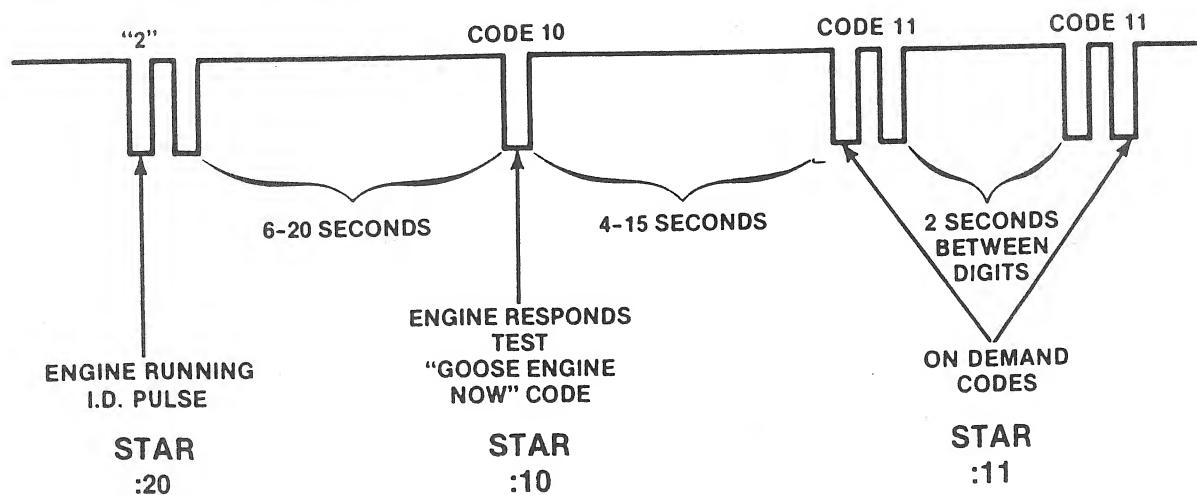 “2”
CODE 10
CODE 11
CODE 11
6-20 SECONDS
4-15 SECONDS
2 SECONDS
BETWEEN
DIGITS
ENGINE RUNNING
I.D. PULSE
ENGINE RESPONDS
TEST
“GOOSE ENGINE
NOW” CODE
ON DEMAND
CODES
STAR
:20
STAR
:10
STAR
:11